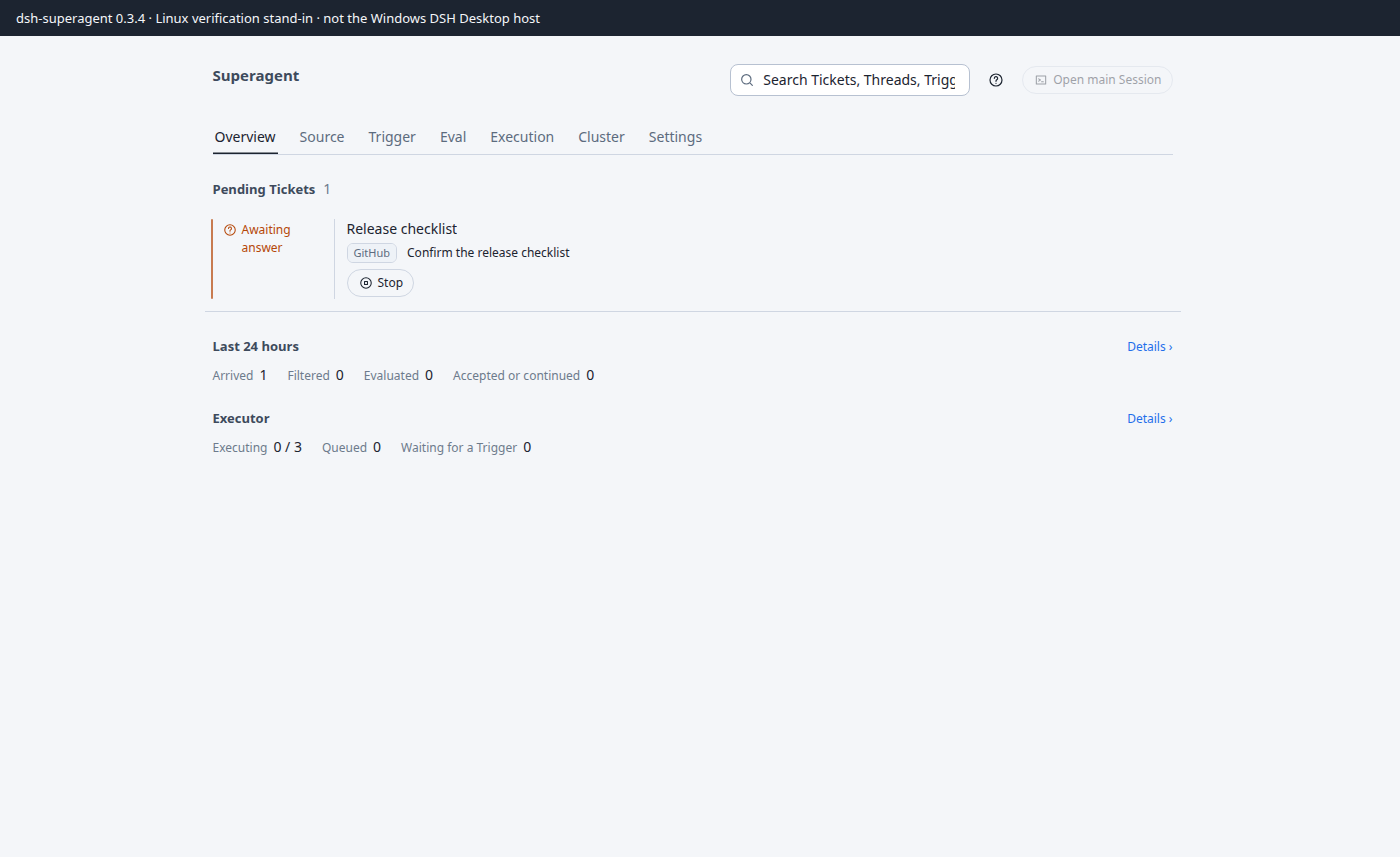 dsh-superagent 0.3.4 · Linux verification stand-in · not the Windows DSH Desktop host
Superagent
Search Tickets, Threads, Trigg
Open main Session
Overview Source Trigger Eval Execution Cluster Settings
Pending Tickets 1
Awaiting answer
Release checklist
GitHub Confirm the release checklist
Stop
Last 24 hours Details ›
Arrived 1 Filtered 0 Evaluated 0 Accepted or continued 0
Executor Details ›
Executing 0 / 3 Queued 0 Waiting for a Trigger 0